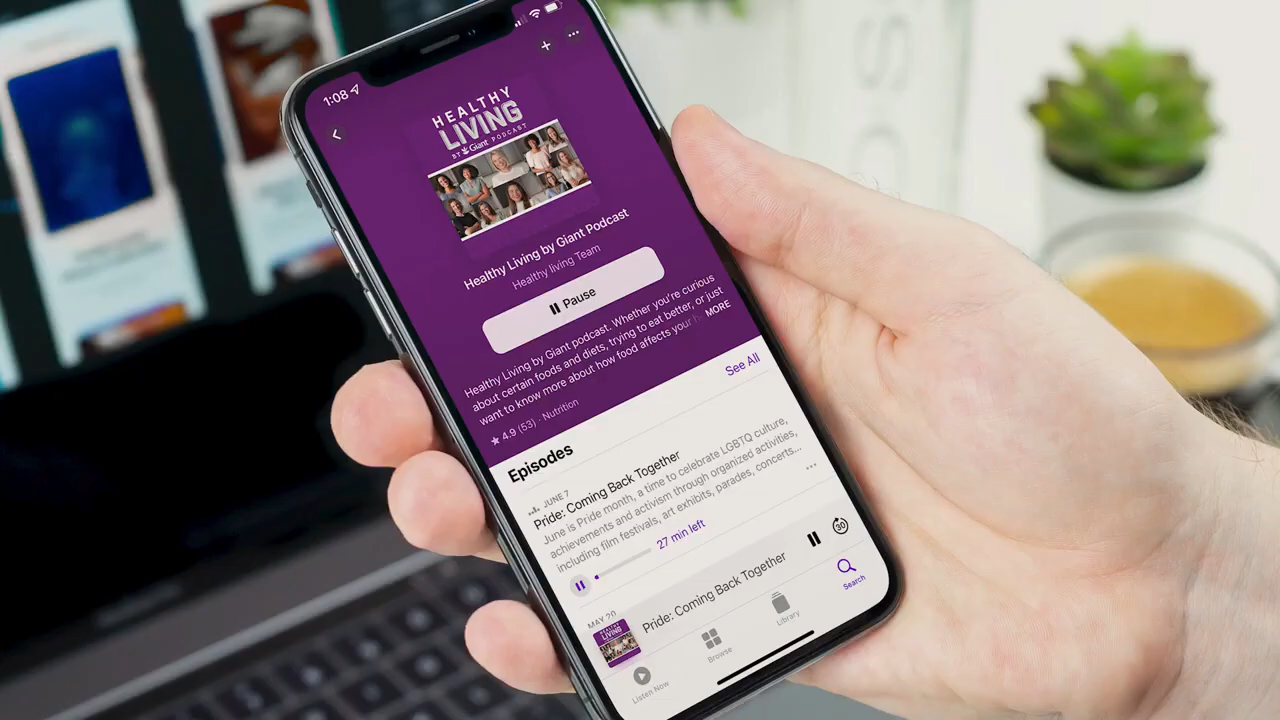 1:08
HEALTHY
LIVING
BY Giant PODCAST
Healthy Living by Giant Podcast
Healthy living Team
Pause
Healthy Living by Giant podcast. Whether you're curious
about certain foods and diets, trying to eat better, or just
want to know more about how food affects your
MORE
4.9 (53) · Nutrition
See All
Episodes
JUNE 7
Pride: Coming Back Together
June is Pride month, a time to celebrate LGBTQ culture,
achievements and activism through organized activities,
including film festivals, art exhibits, parades, concerts...
27 min left
MAY 20
Pride: Coming Back Together
30
HEALTHY
LIVING
Listen Now
Browse
Library
Search